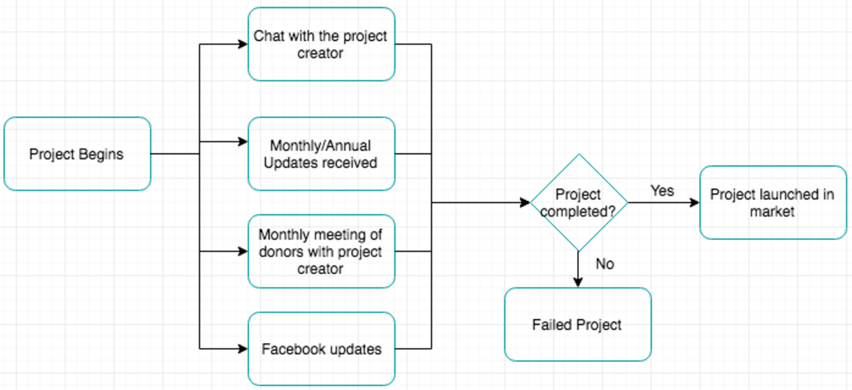 Chat with the project
creator
Project Begins
Monthly/Annual
Updates received
Monthly meeting of
donors with project
creator
Facebook updates
Project
completed?
Yes
No
Project launched in
market
Failed Project